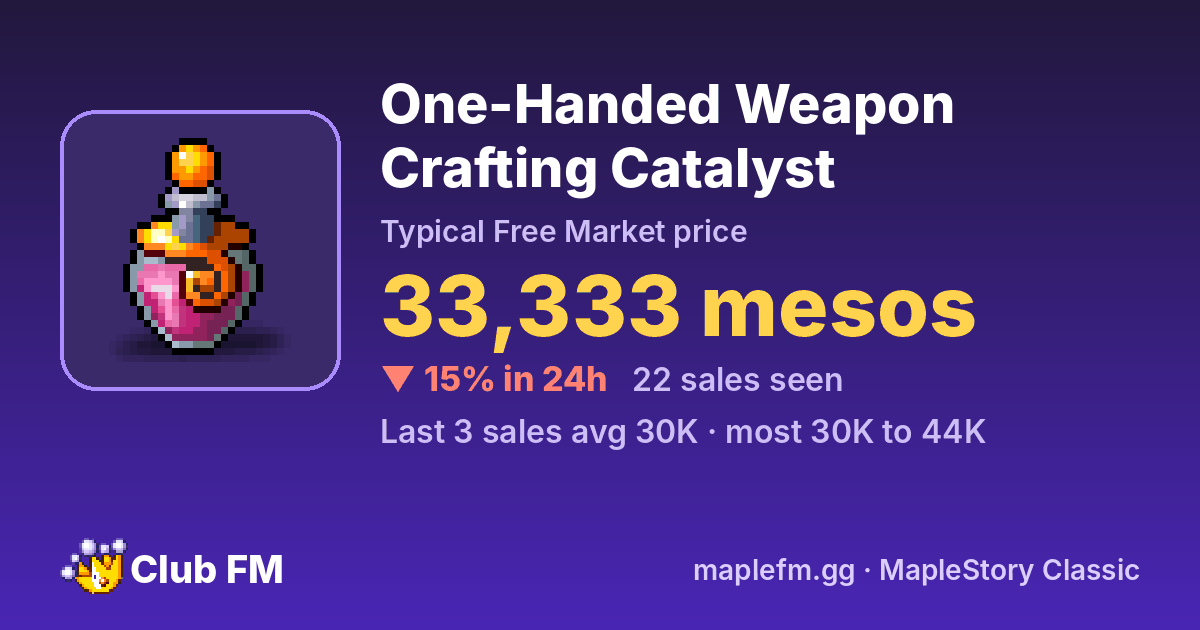 One-Handed Weapon
Crafting Catalyst
Typical Free Market price
33,333 mesos
▼ 15% in 24h 22 sales seen
Last 3 sales avg 30K · most 30K to 44K
Club FM
maplefm.gg · MapleStory Classic